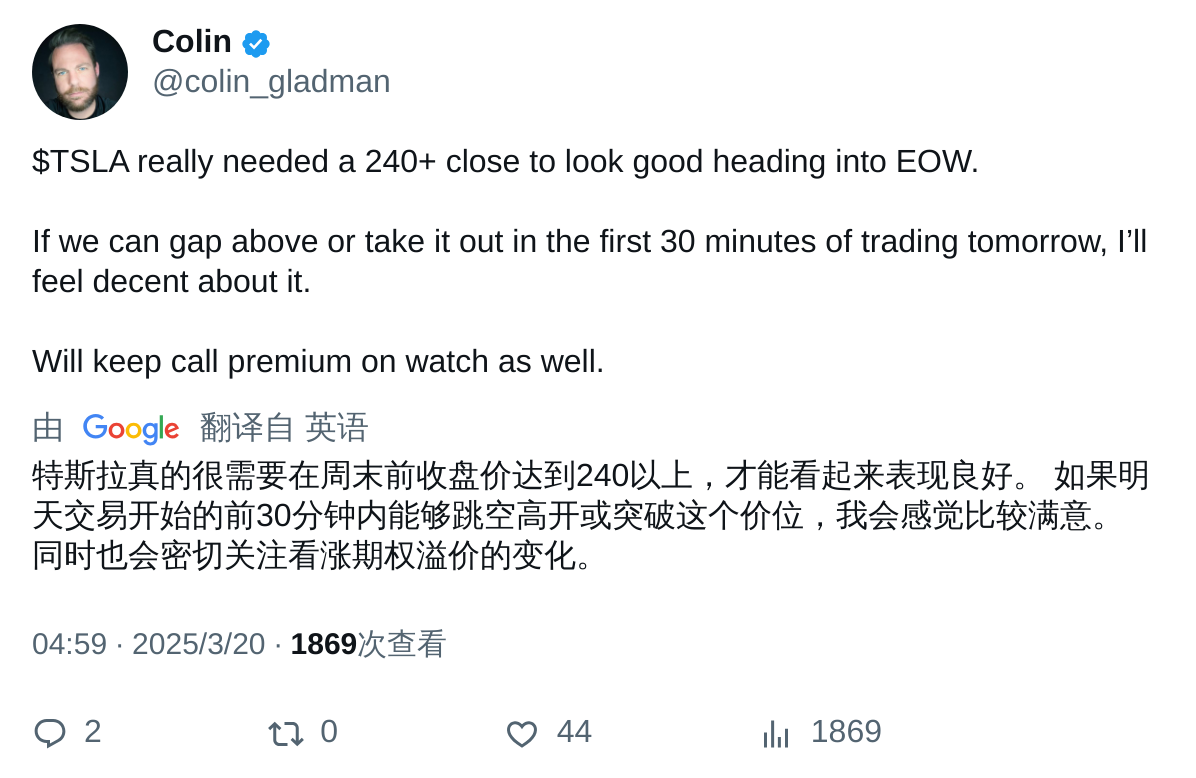 Colin
@colin_gladman
$TSLA really needed a 240+ close to look good heading into EOW.
If we can gap above or take it out in the first 30 minutes of trading tomorrow, I’ll
feel decent about it.
Will keep call premium on watch as well.
由 Google 翻译自 英语
特斯拉真的很需要在周末前收盘价达到240以上，才能看起来表现良好。 如果明
天交易开始的前30分钟内能够跳空高开或突破这个价位，我会感觉比较满意。
同时也会密切关注看涨期权溢价的变化。
04:59 · 2025/3/20 · 1869次查看
2 0 44 1869